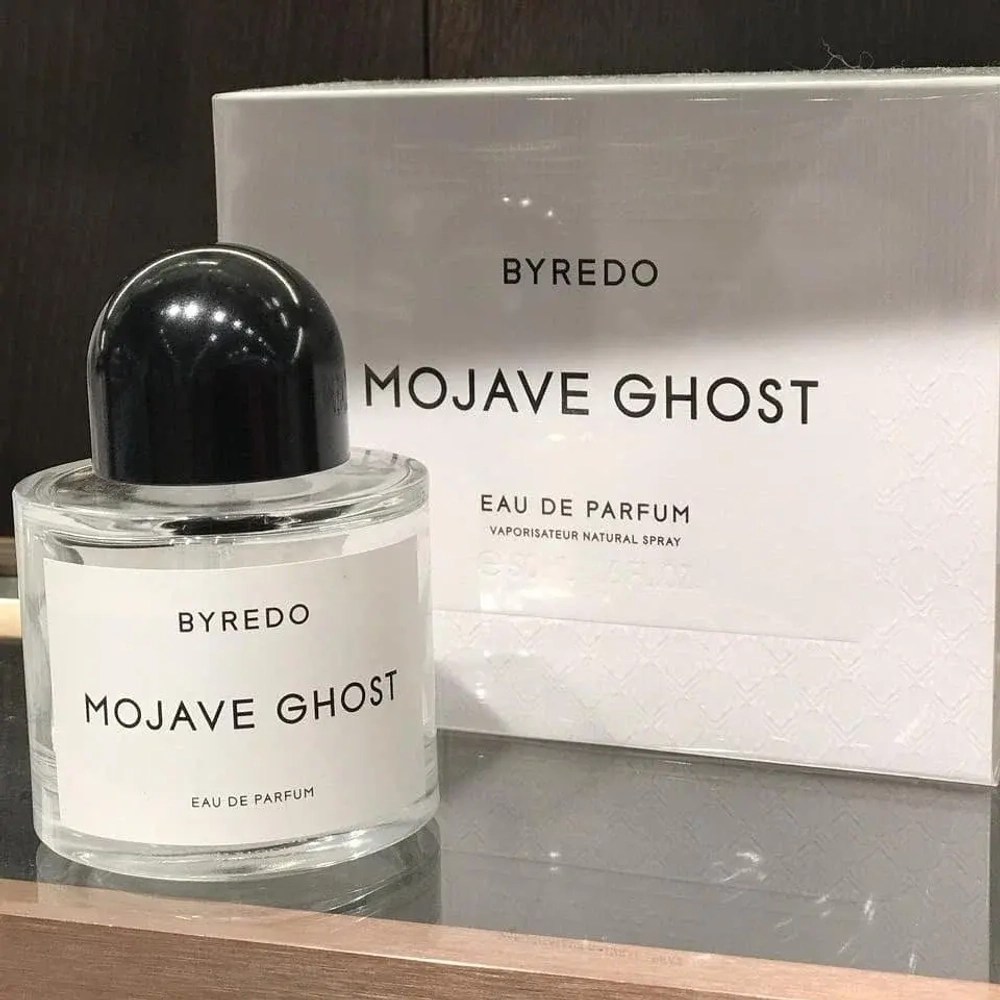 BYREDO
MOJAVE GHOST
EAU DE PARFUM
VAPORISATEUR NATURAL SPRAY
BYREDO
MOJAVE GHOST
EAU DE PARFUM